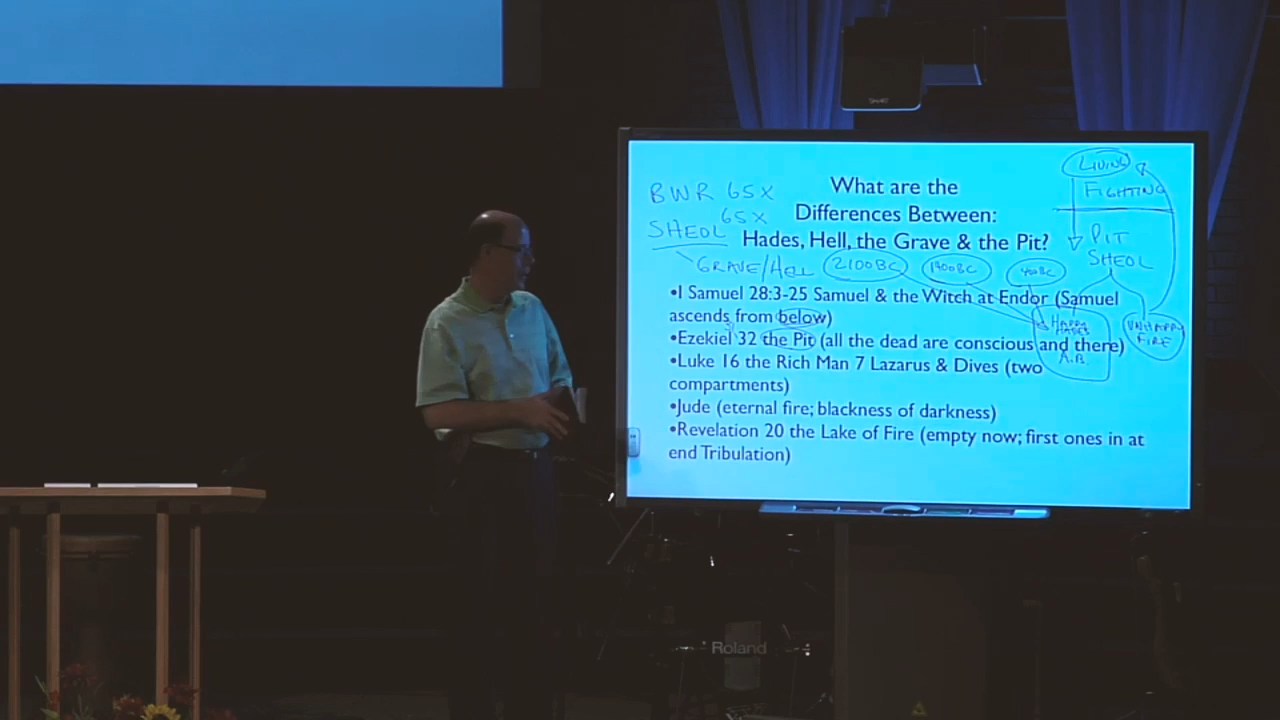 LIVING
FIGHTING
BWR 65X
SHEOL 65X
GRAVE/HELL
2100BC
1400BC
PIT
SHEOL
What are the
Differences Between:
Hades, Hell, the Grave & the Pit?
•I Samuel 28:3-25 Samuel & the Witch at Endor (Samuel
ascends from below)
•Ezekiel 32 the Pit (all the dead are conscious and there)
•Luke 16 the Rich Man 7 Lazarus & Dives (two
compartments)
•Jude (eternal fire; blackness of darkness)
•Revelation 20 the Lake of Fire (empty now; first ones in at
end Tribulation)
UNHAPPY
FIRE
A.B.
Roland